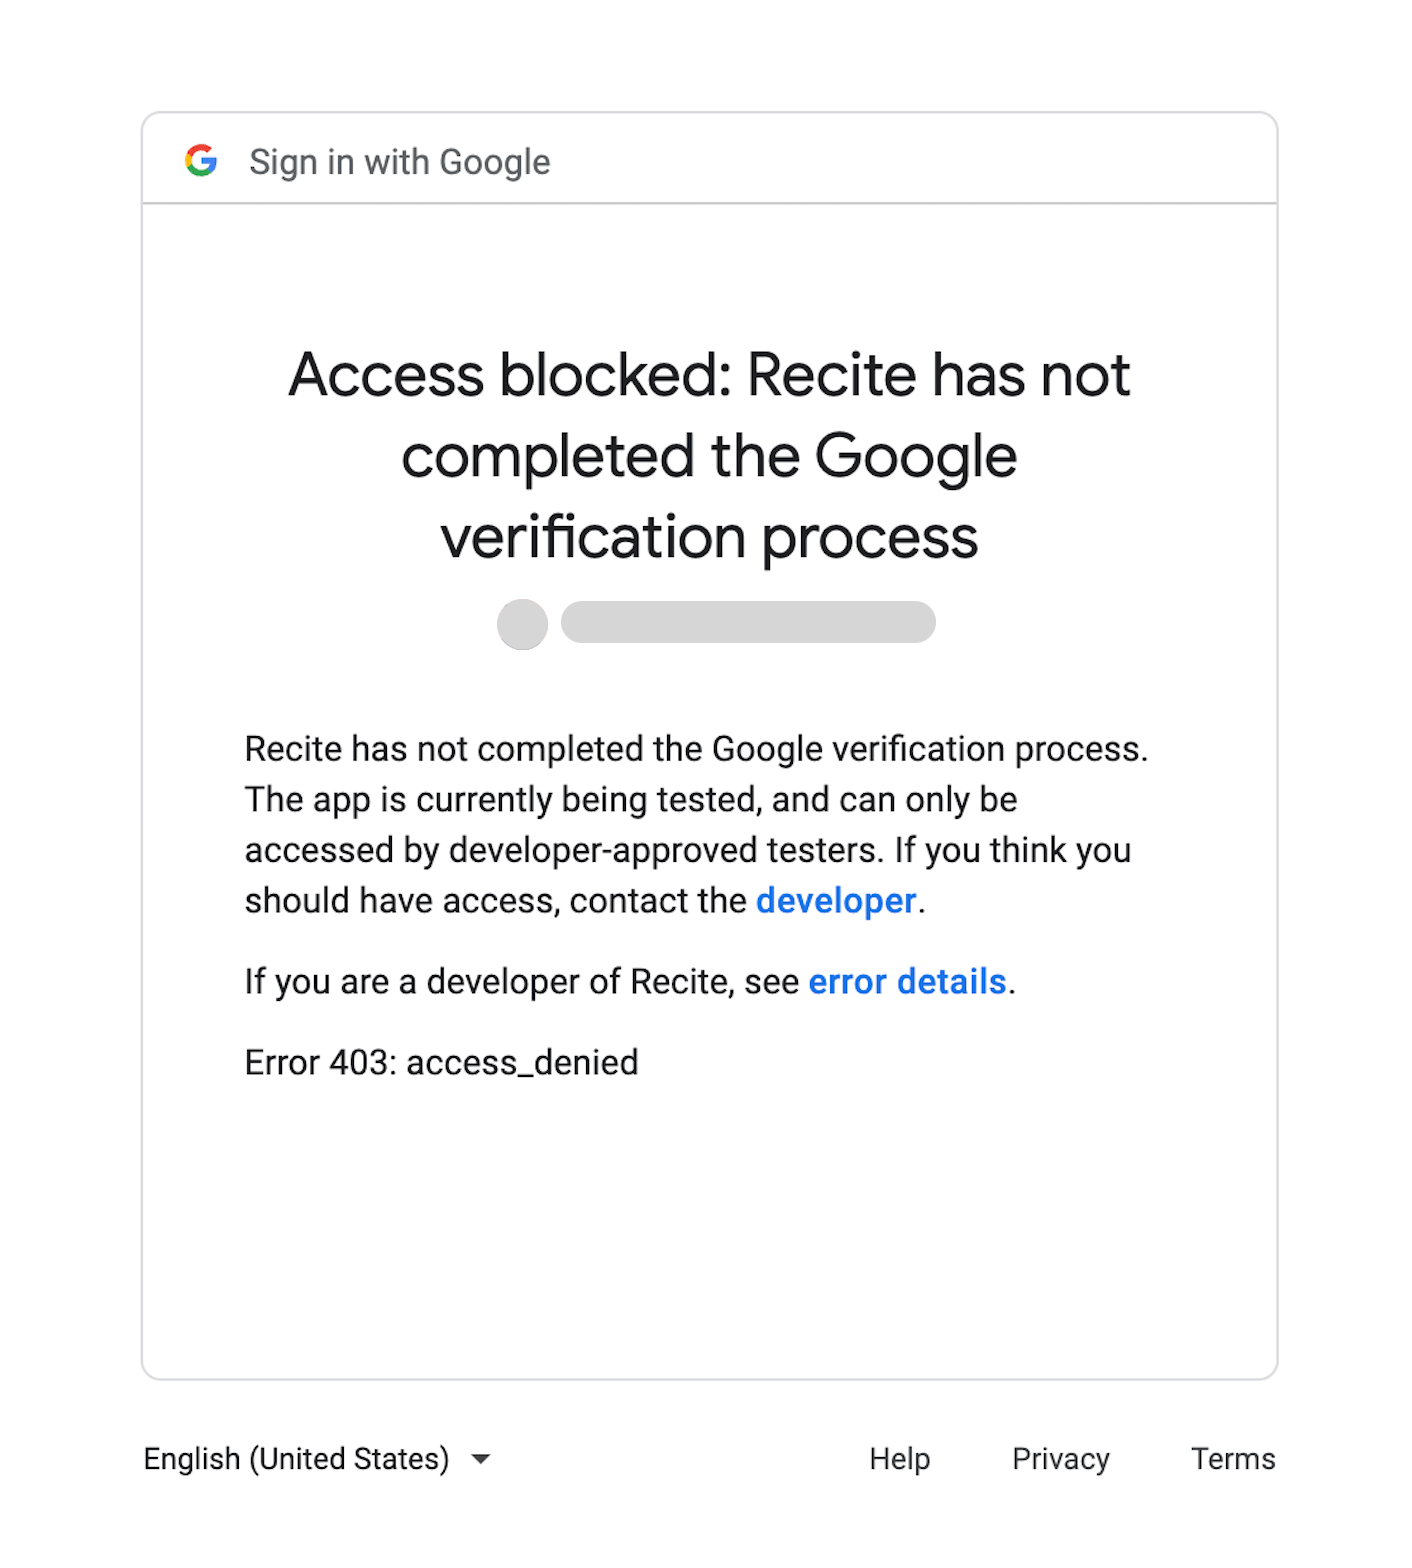 Sign in with Google
Access blocked: Recite has not
completed the Google
verification process
Recite has not completed the Google verification process.
The app is currently being tested, and can only be
accessed by developer-approved testers. If you think you
should have access, contact the developer.
If you are a developer of Recite, see error details.
Error 403: access_denied
English (United States)
Help
Privacy
Terms